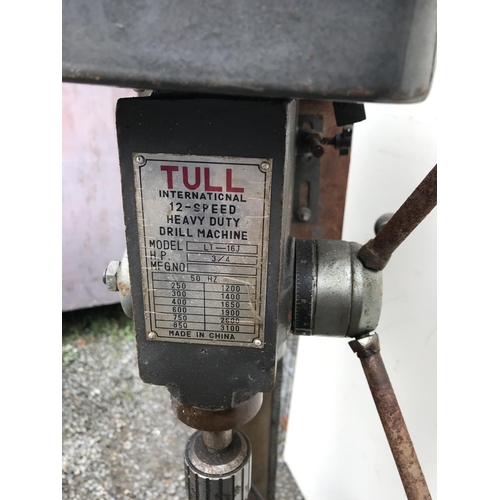 TULL
INTERNATIONAL
12-SPEED
HEAVY DUTY
DRILL MACHINE
MODEL LT-16J
H.P. 3/4
MFG.NO
50 HZ
250 1200
300 1400
400 1650
600 1900
750
850 3100
MADE IN CHINA